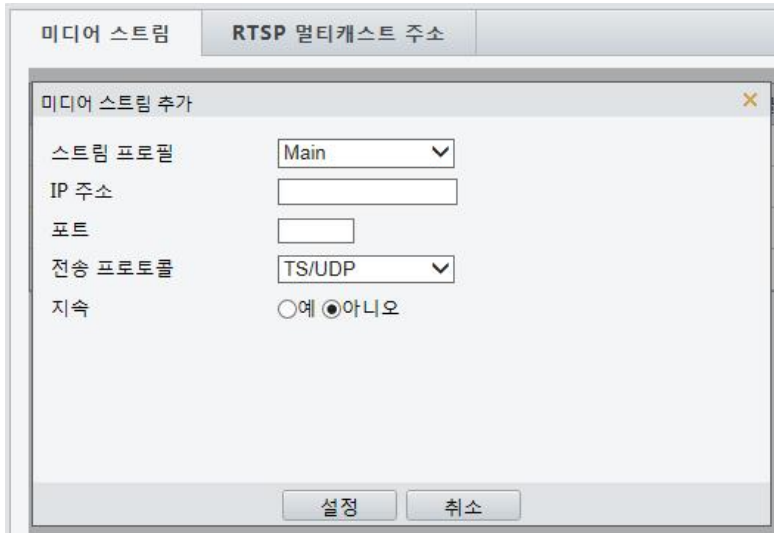 미디어 스트림 RTSP 멀티캐스트 주소
미디어 스트림 추가
스트림 프로필 Main
IP 주소
포트
전송 프로토콜 TS/UDP
지속 예 아니오
설정 취소